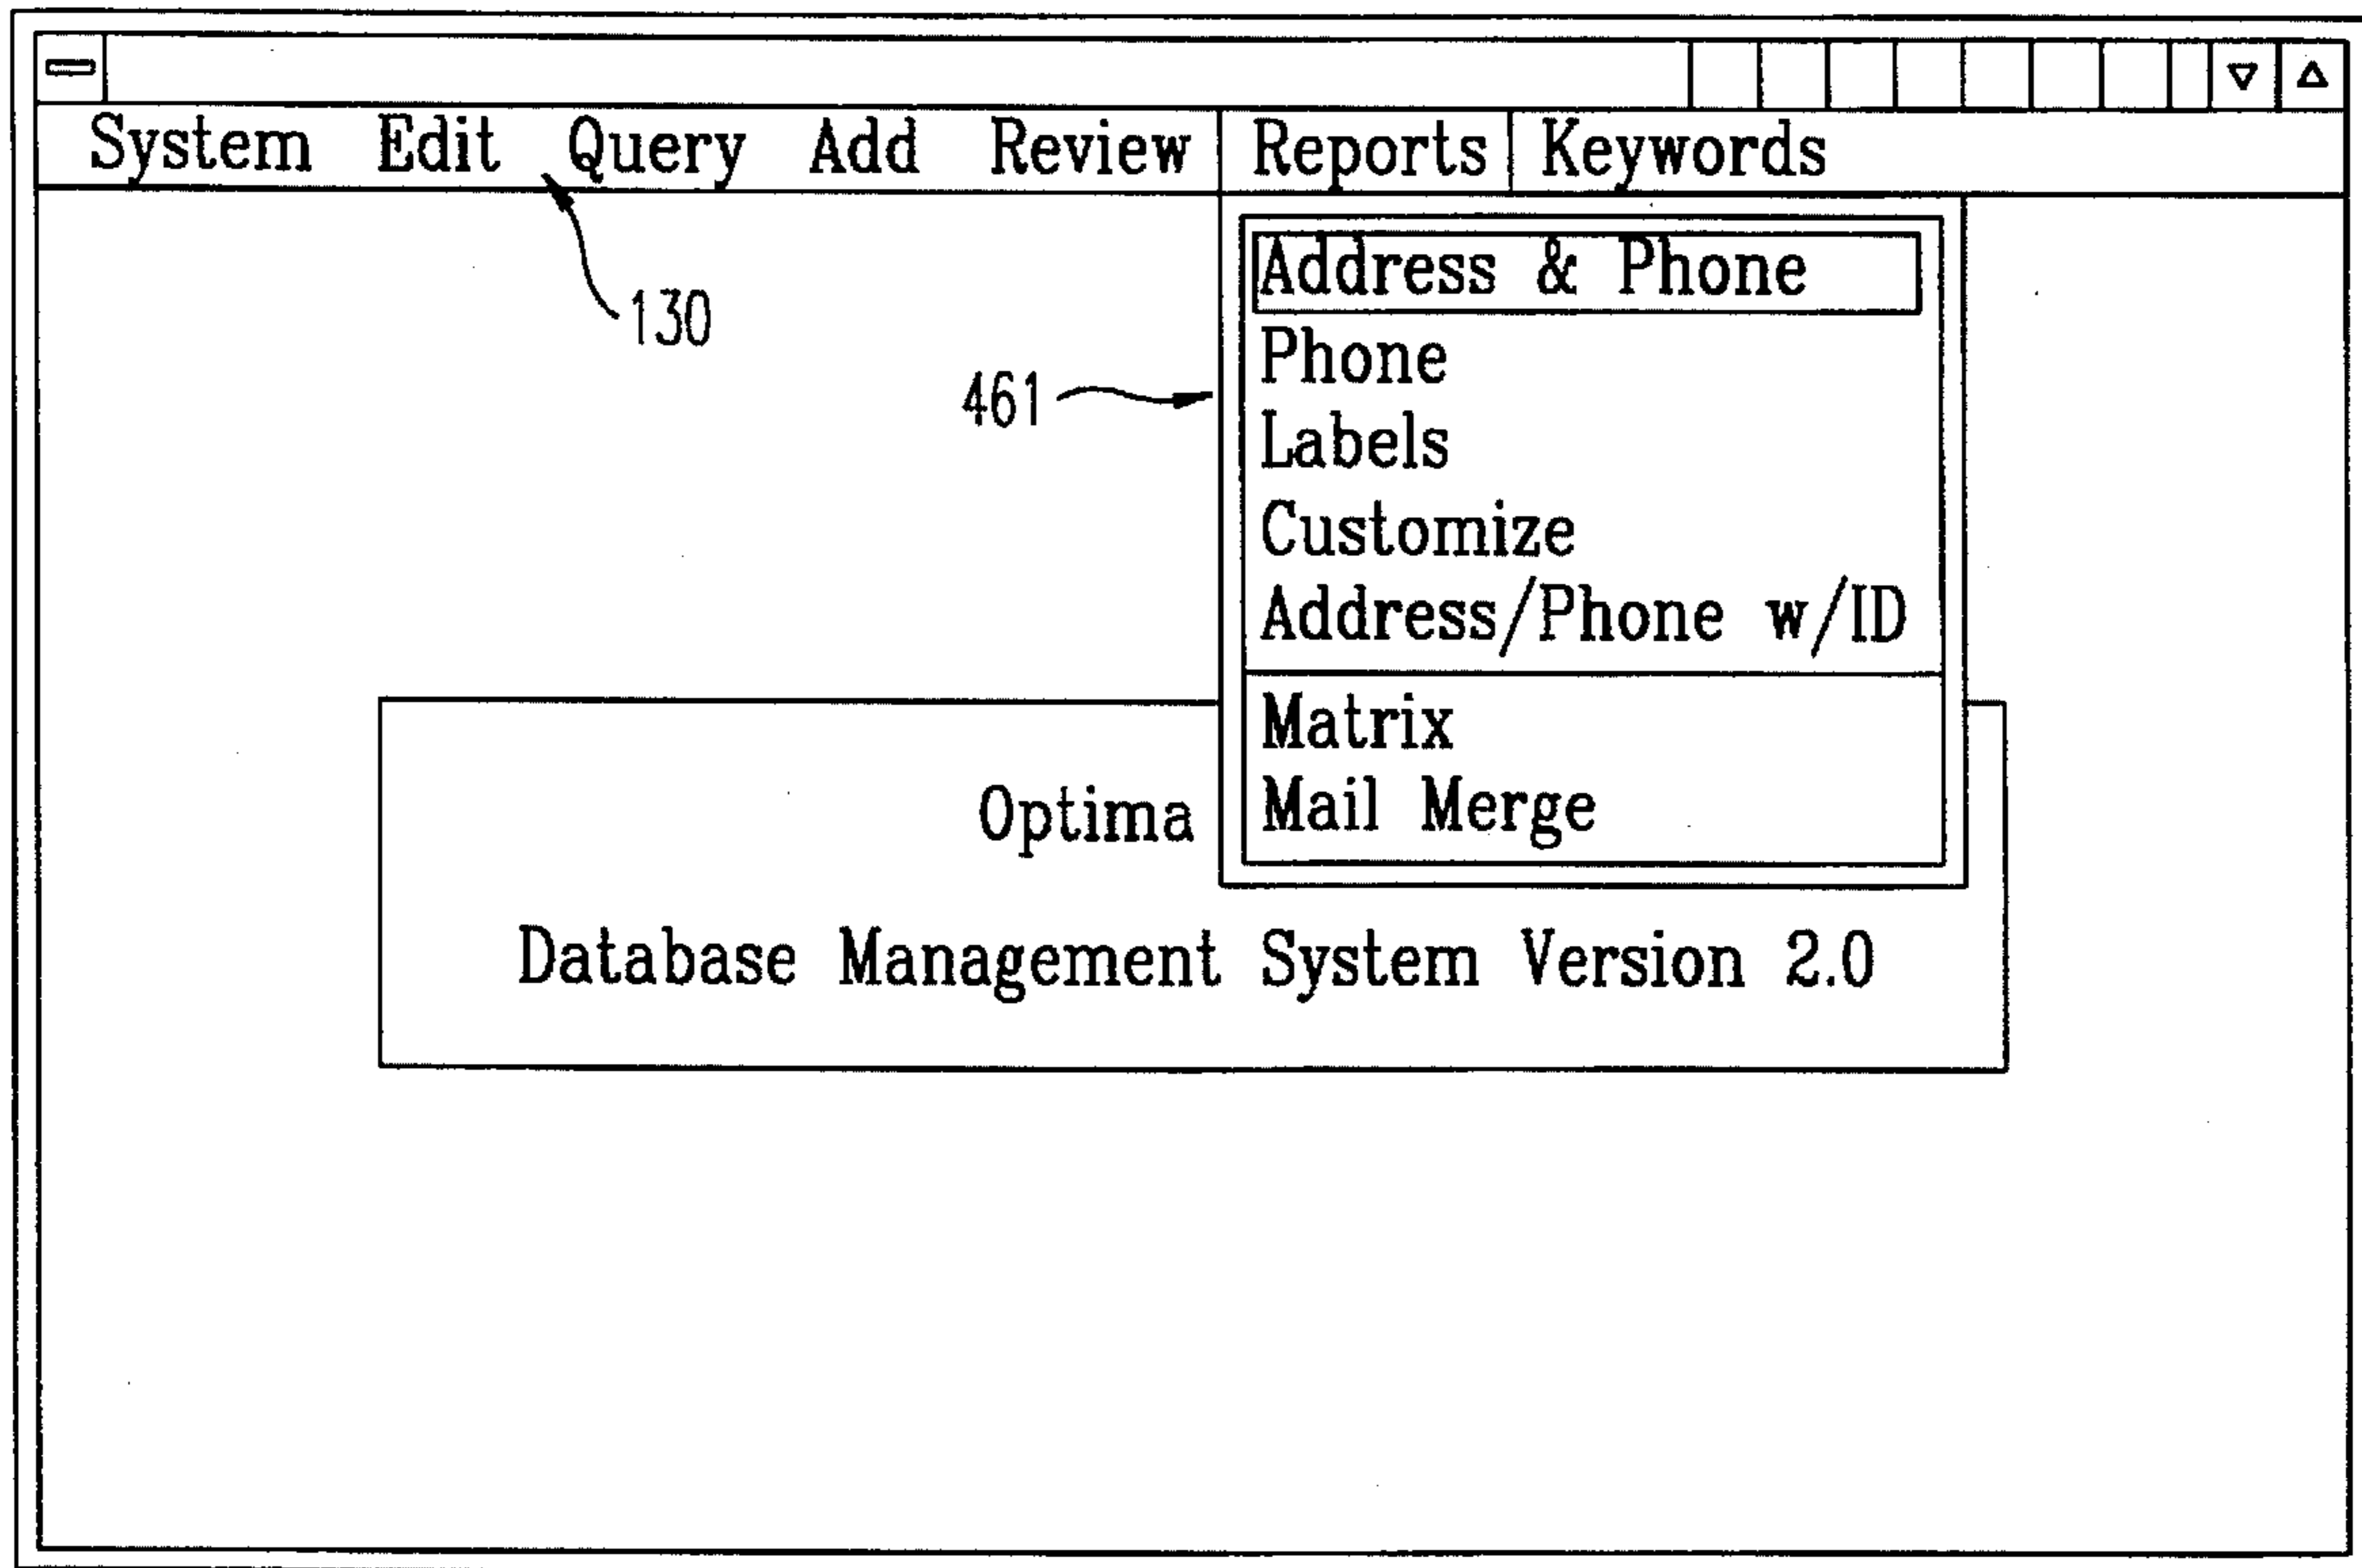 System Edit Query Add Review Reports Keywords
130
461
Address & Phone
Phone
Labels
Customize
Address/Phone w/ID
Matrix
Mail Merge
Optima
Database Management System Version 2.0